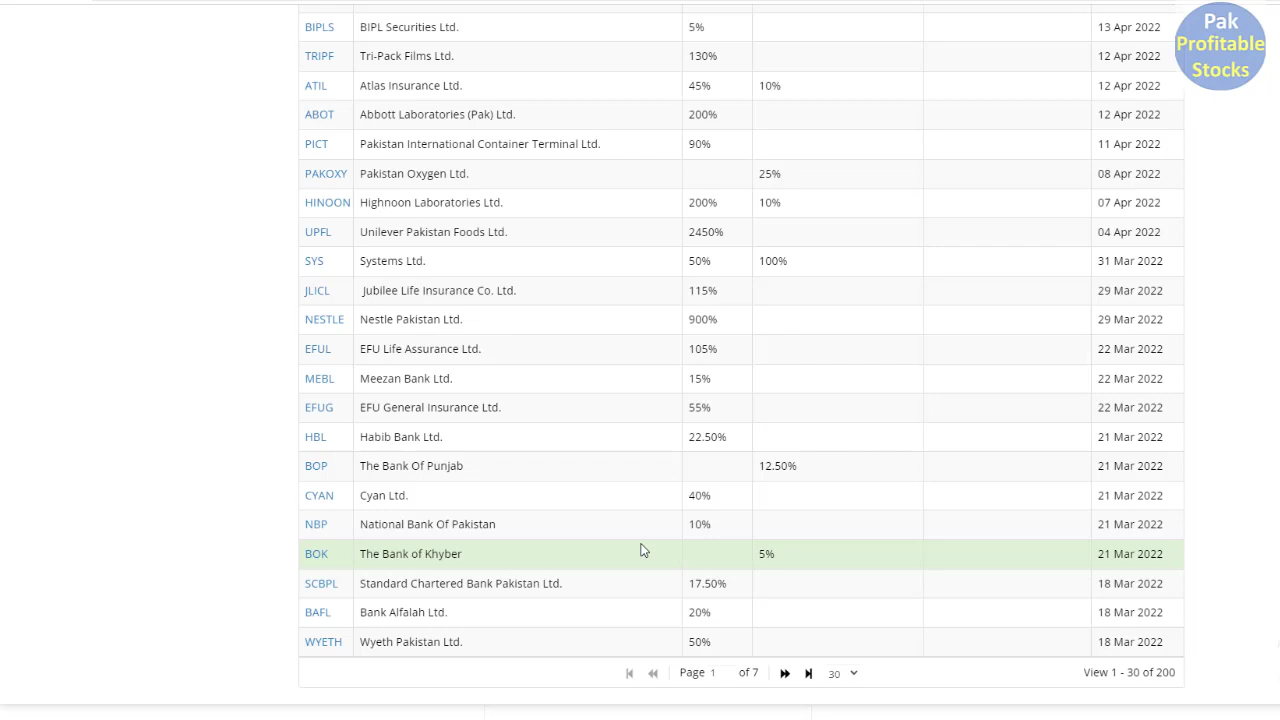 BIPLS BIPL Securities Ltd. 5% 13 Apr 2022
TRIPF Tri-Pack Films Ltd. 130% 12 Apr 2022
ATIL Atlas Insurance Ltd. 45% 10% 12 Apr 2022
ABOT Abbott Laboratories (Pak) Ltd. 200% 12 Apr 2022
PICT Pakistan International Container Terminal Ltd. 90% 11 Apr 2022
PAKOXY Pakistan Oxygen Ltd. 25% 08 Apr 2022
HINOON Highnoon Laboratories Ltd. 200% 10% 07 Apr 2022
UPFL Unilever Pakistan Foods Ltd. 2450% 04 Apr 2022
SYS Systems Ltd. 50% 100% 31 Mar 2022
JLICL Jubilee Life Insurance Co. Ltd. 115% 29 Mar 2022
NESTLE Nestle Pakistan Ltd. 900% 29 Mar 2022
EFUL EFU Life Assurance Ltd. 105% 22 Mar 2022
MEBL Meezan Bank Ltd. 15% 22 Mar 2022
EFUG EFU General Insurance Ltd. 55% 22 Mar 2022
HBL Habib Bank Ltd. 22.50% 21 Mar 2022
BOP The Bank Of Punjab 12.50% 21 Mar 2022
CYAN Cyan Ltd. 40% 21 Mar 2022
NBP National Bank Of Pakistan 10% 21 Mar 2022
BOK The Bank of Khyber 5% 21 Mar 2022
SCBPL Standard Chartered Bank Pakistan Ltd. 17.50% 18 Mar 2022
BAFL Bank Alfalah Ltd. 20% 18 Mar 2022
WYETH Wyeth Pakistan Ltd. 50% 18 Mar 2022
Page 1 of 7 30 View 1 - 30 of 200
Pak
Profitable
Stocks